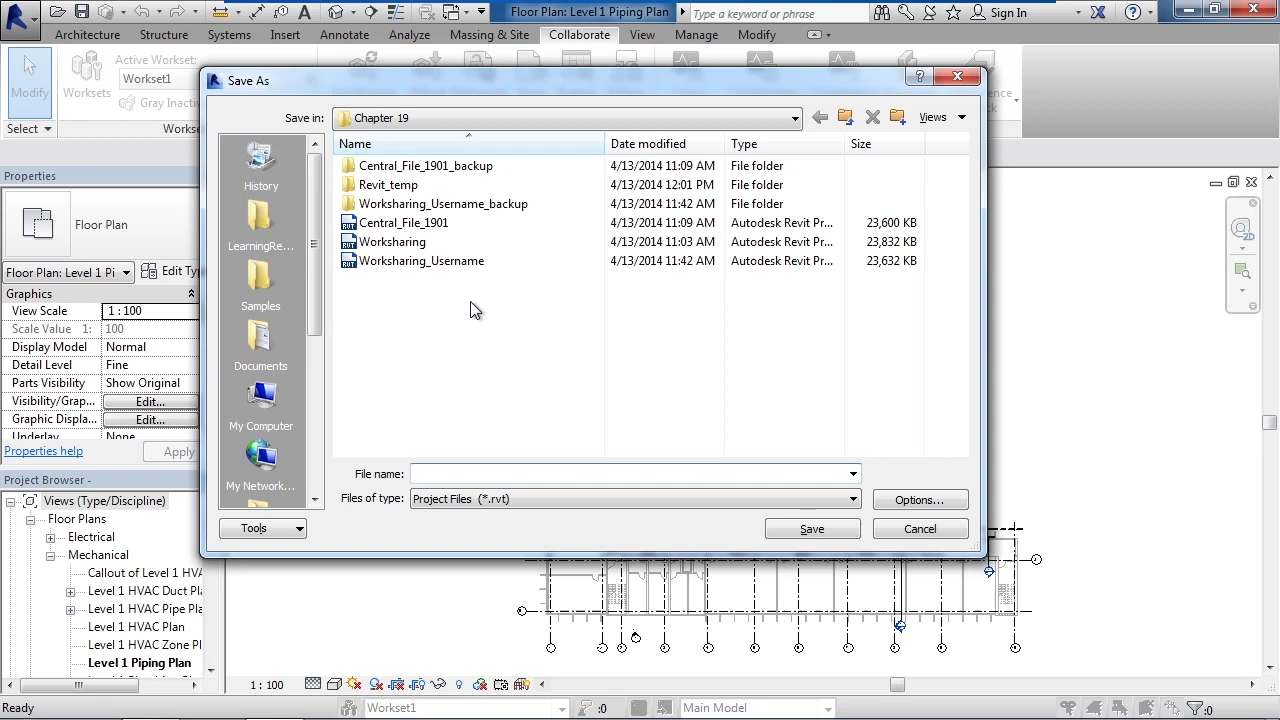 Floor Plan: Level 1 Piping Plan
Type a keyword or phrase
Sign In
Architecture
Structure
Systems
Insert
Annotate
Analyze
Massing & Site
Collaborate
View
Manage
Modify
Modify
Worksets
Active Workset:
Workset1
Gray Inactiv
Select
Works
Save As
Save in:
Chapter 19
Views
Name
Date modified
Type
Size
Central_File_1901_backup 4/13/2014 11:09 AM File folder
Revit_temp 4/13/2014 12:01 PM File folder
Worksharing_Username_backup 4/13/2014 11:42 AM File folder
Central_File_1901 4/13/2014 11:09 AM Autodesk Revit Pr... 23,600 KB
Worksharing 4/13/2014 11:03 AM Autodesk Revit Pr... 23,832 KB
Worksharing_Username 4/13/2014 11:42 AM Autodesk Revit Pr... 23,632 KB
History
LearningRe...
Samples
Documents
My Computer
My Network...
File name:
Files of type:
Project Files (*.rvt)
Options...
Tools
Save
Cancel
Properties
Floor Plan
Floor Plan: Level 1 Pi
Edit Ty
Graphics
View Scale 1 : 100
Scale Value 1: 100
Display Model Normal
Detail Level Fine
Parts Visibility Show Original
Visibility/Grap... Edit...
Graphic Displa... Edit...
Underlay None
Properties help
Apply
Project Browser -
Views (Type/Discipline)
Floor Plans
Electrical
Mechanical
Callout of Level 1 HVA
Level 1 HVAC Duct Pla
Level 1 HVAC Pipe Pla
Level 1 HVAC Plan
Level 1 HVAC Zone Pl
Level 1 Piping Plan
1 : 100
Ready
Workset1
:0
Main Model
:0